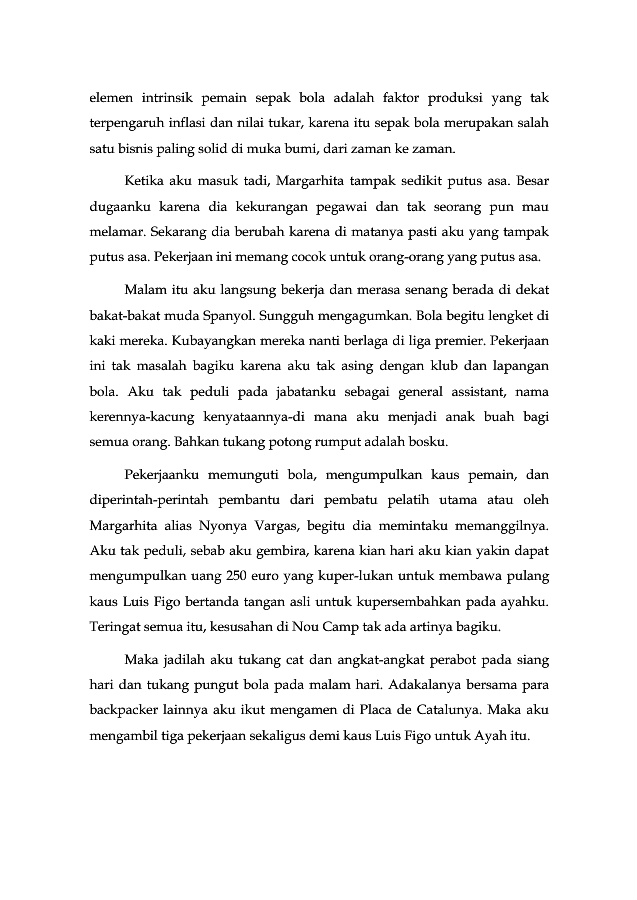 elemen intrinsik pemain sepak bola adalah faktor produksi yang tak
terpengaruh inflasi dan nilai tukar, karena itu sepak bola merupakan salah
satu bisnis paling solid di muka bumi, dari zaman ke zaman.
Ketika aku masuk tadi, Margarhita tampak sedikit putus asa. Besar
dugaanku karena dia kekurangan pegawai dan tak seorang pun mau
melamar. Sekarang dia berubah karena di matanya pasti aku yang tampak
putus asa. Pekerjaan ini memang cocok untuk orang-orang yang putus asa.
Malam itu aku langsung bekerja dan merasa senang berada di dekat
bakat-bakat muda Spanyol. Sungguh mengagumkan. Bola begitu lengket di
kaki mereka. Kubayangkan mereka nanti berlaga di liga premier. Pekerjaan
ini tak masalah bagiku karena aku tak asing dengan klub dan lapangan
bola. Aku tak peduli pada jabatanku sebagai general assistant, nama
kerennya-kacung kenyataannya-di mana aku menjadi anak buah bagi
semua orang. Bahkan tukang potong rumput adalah bosku.
Pekerjaanku memunguti bola, mengumpulkan kaus pemain, dan
diperintah-perintah pembantu dari pembatu pelatih utama atau oleh
Margarhita alias Nyonya Vargas, begitu dia memintaku memanggilnya.
Aku tak peduli, sebab aku gembira, karena kian hari aku kian yakin dapat
mengumpulkan uang 250 euro yang kuper-lukan untuk membawa pulang
kaus Luis Figo bertanda tangan asli untuk kupersembahkan pada ayahku.
Teringat semua itu, kesusahan di Nou Camp tak ada artinya bagiku.
Maka jadilah aku tukang cat dan angkat-angkat perabot pada siang
hari dan tukang pungut bola pada malam hari. Adakalanya bersama para
backpacker lainnya aku ikut mengamen di Placa de Catalunya. Maka aku
mengambil tiga pekerjaan sekaligus demi kaus Luis Figo untuk Ayah itu.